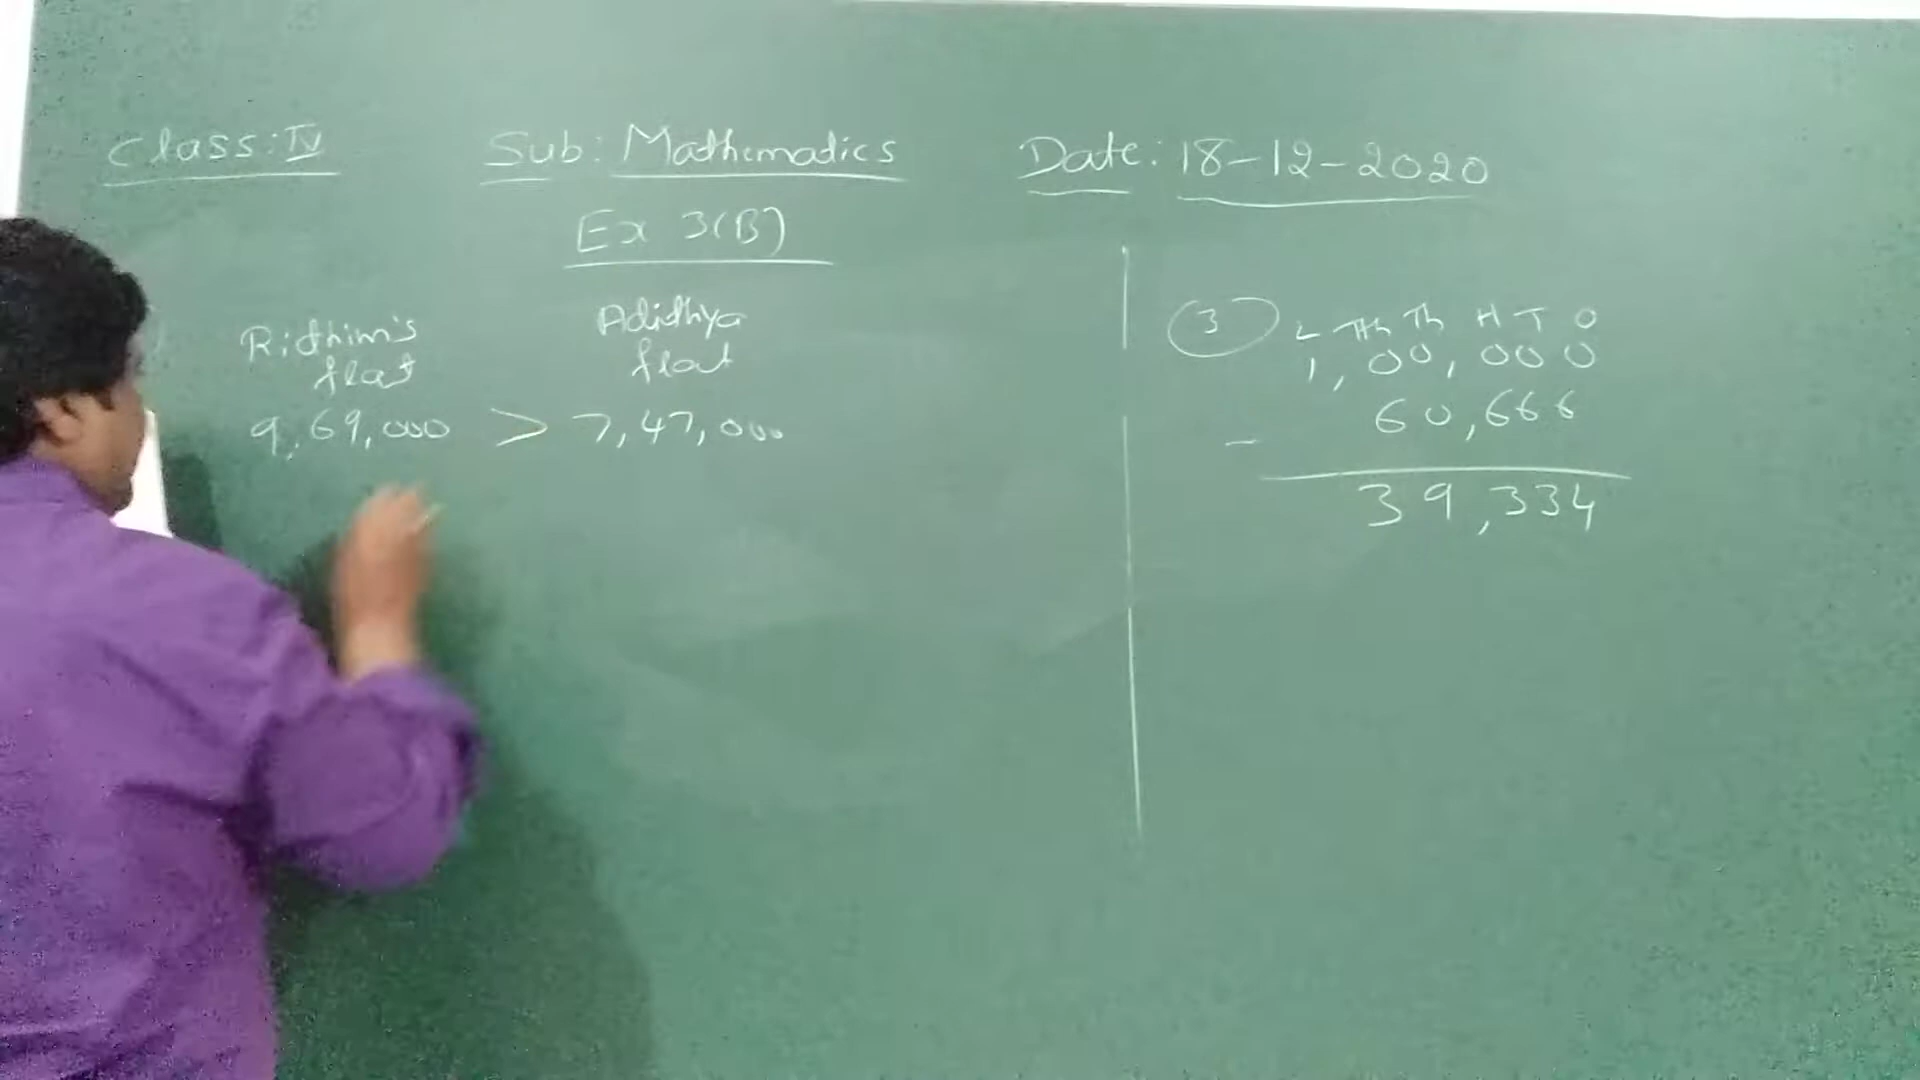 Class: IV Sub: Mathematics Date: 18-12-2020
Ex 3(B)
Ridhim's Adidhya
flat flat
9,69,000 > 7,47,000
3 L TTh Th H T O
1,00,000
- 60,666
39,334